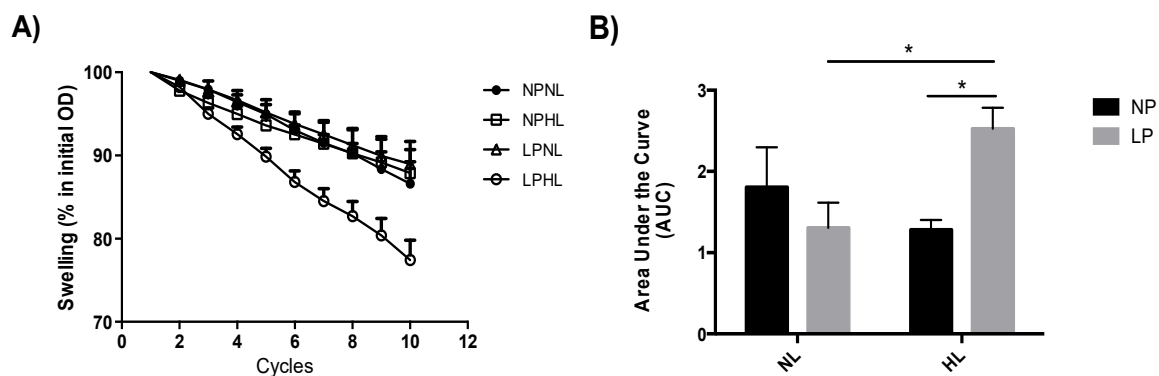 A)
Swelling (% in initial OD)
100
90
80
70
0
2
4
6
8
10
12
Cycles
NPNL
NPHL
LPNL
LPHL
B)
Area Under the Curve
(AUC)
3
2
1
0
*
*
NL
HL
NP
LP